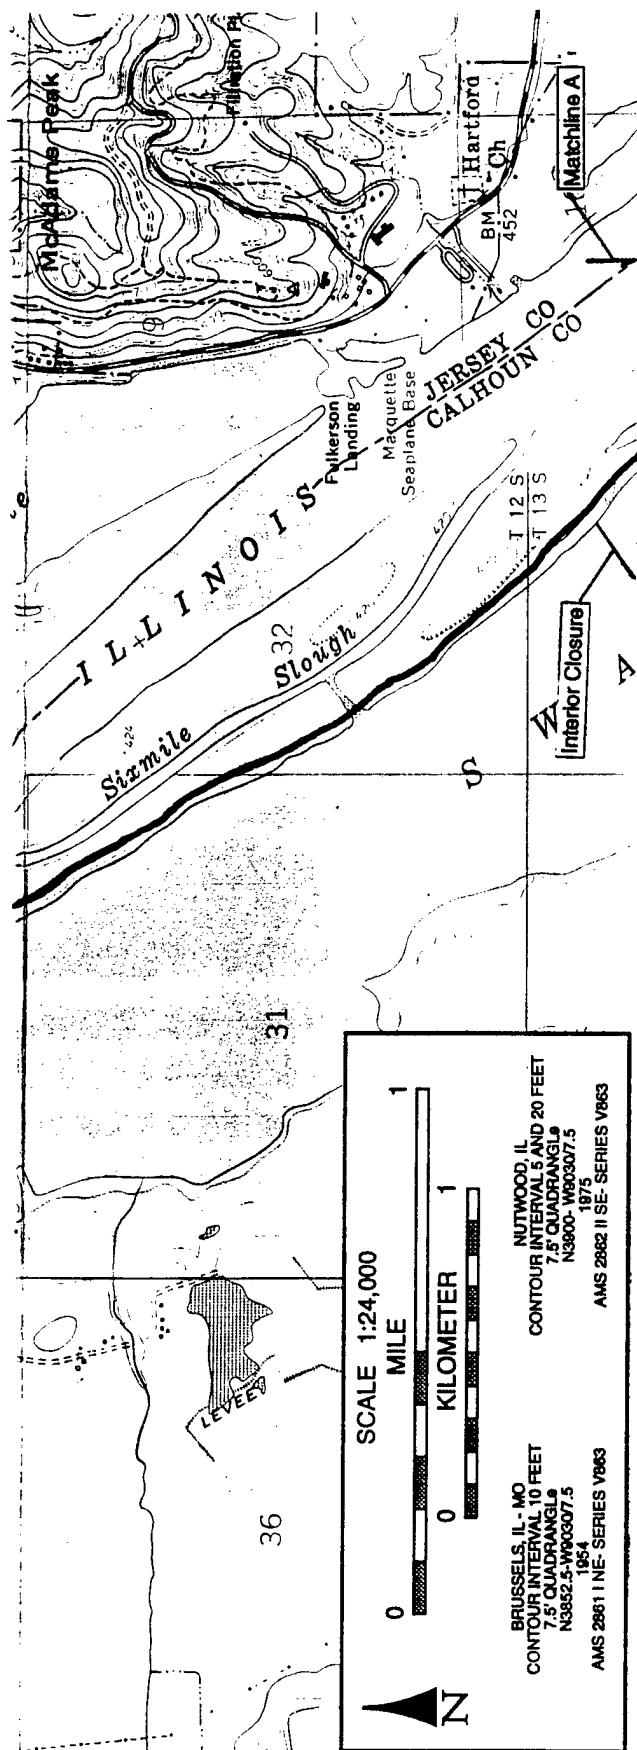 McAdams Peak
Hartford
Ch
BM
452
Matchline A
600
Fulkerson
Landing
Marquette
Seaplane Base
JERSEY CO
CALHOUN CO
ILLINOIS
32
Sixmile Slough
424
420
T 12 S
T 13 S
Interior Closure
S W A
31
36
LEVEE
SCALE 1:24,000
MILE
0 1
KILOMETER
0 1
N
BRUSSELS, IL - MO
CONTOUR INTERVAL 10 FEET
7.5' QUADRANGLe
N3852.5-W9030/7.5
1954
AMS 2861 I NE- SERIES V863
NUTWOOD, IL
CONTOUR INTERVAL 5 AND 20 FEET
7.5' QUADRANGLe
N3900- W9030/7.5
1975
AMS 2862 II SE- SERIES V863